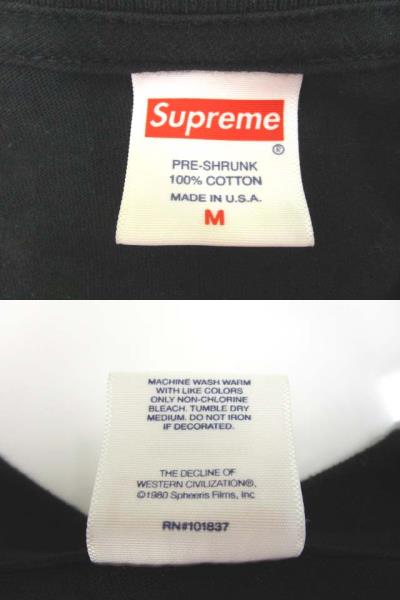 Supreme
®
PRE-SHRUNK
100% COTTON
MADE IN U.S.A.
M
MACHINE WASH WARM
WITH LIKE COLORS
ONLY NON-CHLORINE
BLEACH. TUMBLE DRY
MEDIUM. DO NOT IRON
IF DECORATED.
THE DECLINE OF
WESTERN CIVILIZATION®,
©1980 Spheeris Films, Inc
RN#101837